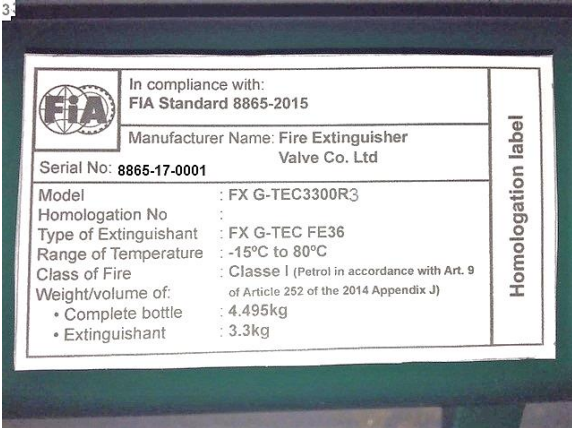 3
FiA
In compliance with:
FIA Standard 8865-2015
Manufacturer Name: Fire Extinguisher
Valve Co. Ltd
Serial No: 8865-17-0001
Model : FX G-TEC3300R3
Homologation No :
Type of Extinguishant : FX G-TEC FE36
Range of Temperature : -15ºC to 80ºC
Class of Fire : Classe I (Petrol in accordance with Art. 9
Weight/volume of: of Article 252 of the 2014 Appendix J)
• Complete bottle : 4.495kg
• Extinguishant : 3.3kg
Homologation label